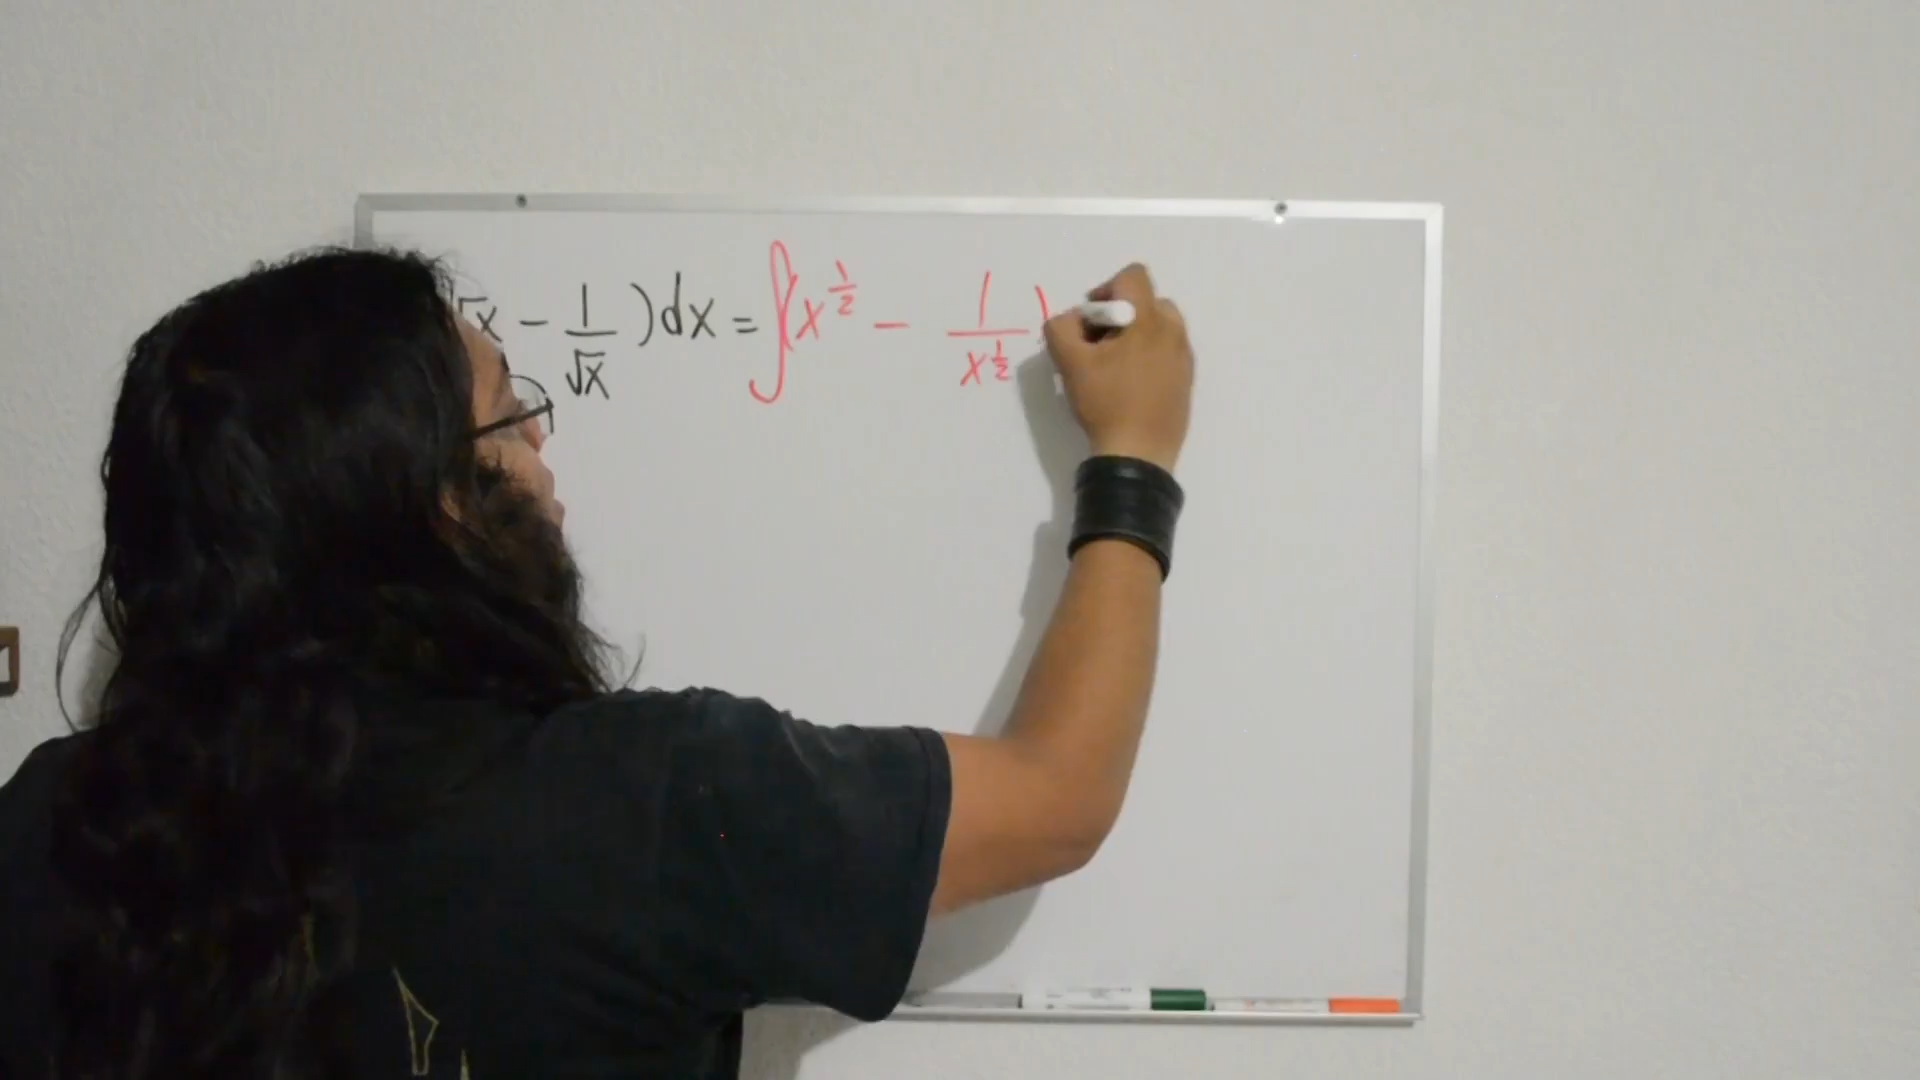 √x - 1/√x )dx = ∫(x^1/2 - 1/x^1/2)